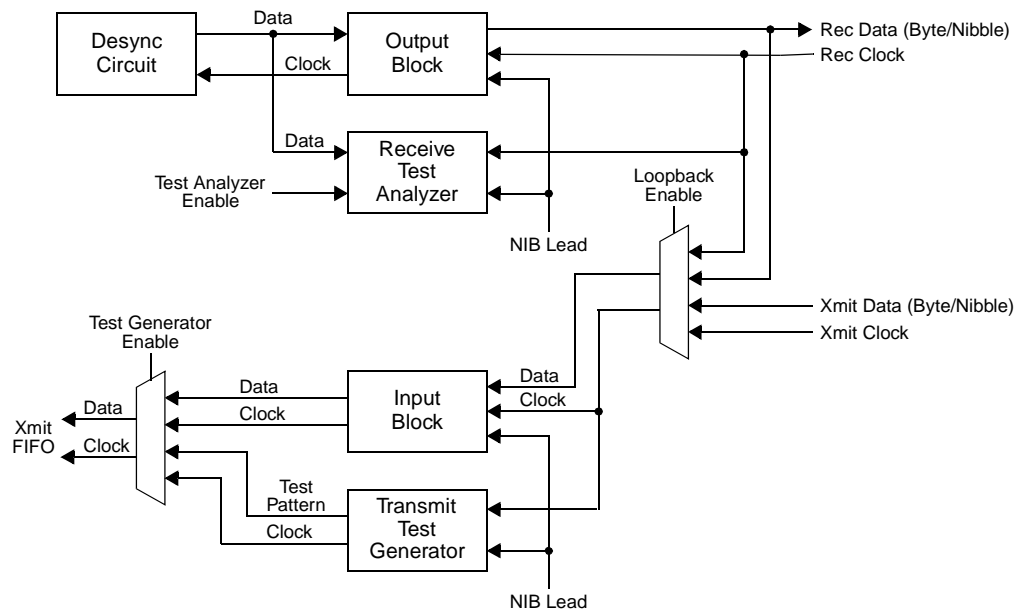 Desync
Circuit
Data
Clock
Output
Block
Rec Data (Byte/Nibble)
Rec Clock
Data
Receive
Test
Analyzer
Test Analyzer
Enable
NIB Lead
Loopback
Enable
Xmit Data (Byte/Nibble)
Xmit Clock
Test Generator
Enable
Xmit
FIFO
Data
Clock
Data
Clock
Input
Block
Data
Clock
Test
Pattern
Clock
Transmit
Test
Generator
NIB Lead